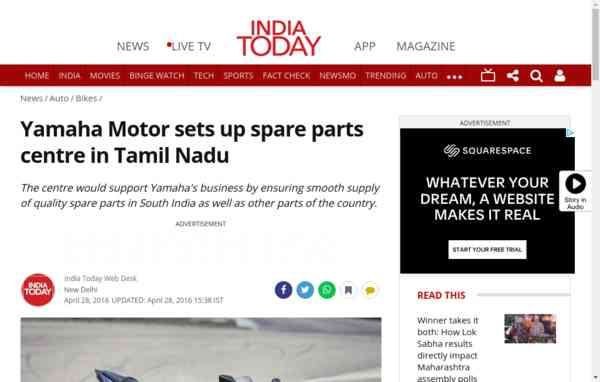 INDIA
TODAY
NEWS
LIVE TV
APP
MAGAZINE
HOME INDIA MOVIES BINGE WATCH TECH SPORTS FACT CHECK NEWSMO TRENDING AUTO
News / Auto / Bikes /
Yamaha Motor sets up spare parts
centre in Tamil Nadu
The centre would support Yamaha's business by ensuring smooth supply
of quality spare parts in South India as well as other parts of the country.
ADVERTISEMENT
INDIA
TODAY
India Today Web Desk
New Delhi
April 28, 2016 UPDATED: April 28, 2016 15:38 IST
ADVERTISEMENT
SQUARESPACE
WHATEVER YOUR
DREAM, A WEBSITE
MAKES IT REAL
START YOUR FREE TRIAL
Story in
Audio
READ THIS
Winner takes it
both: How Lok
Sabha results
directly impact
Maharashtra
assembly polls